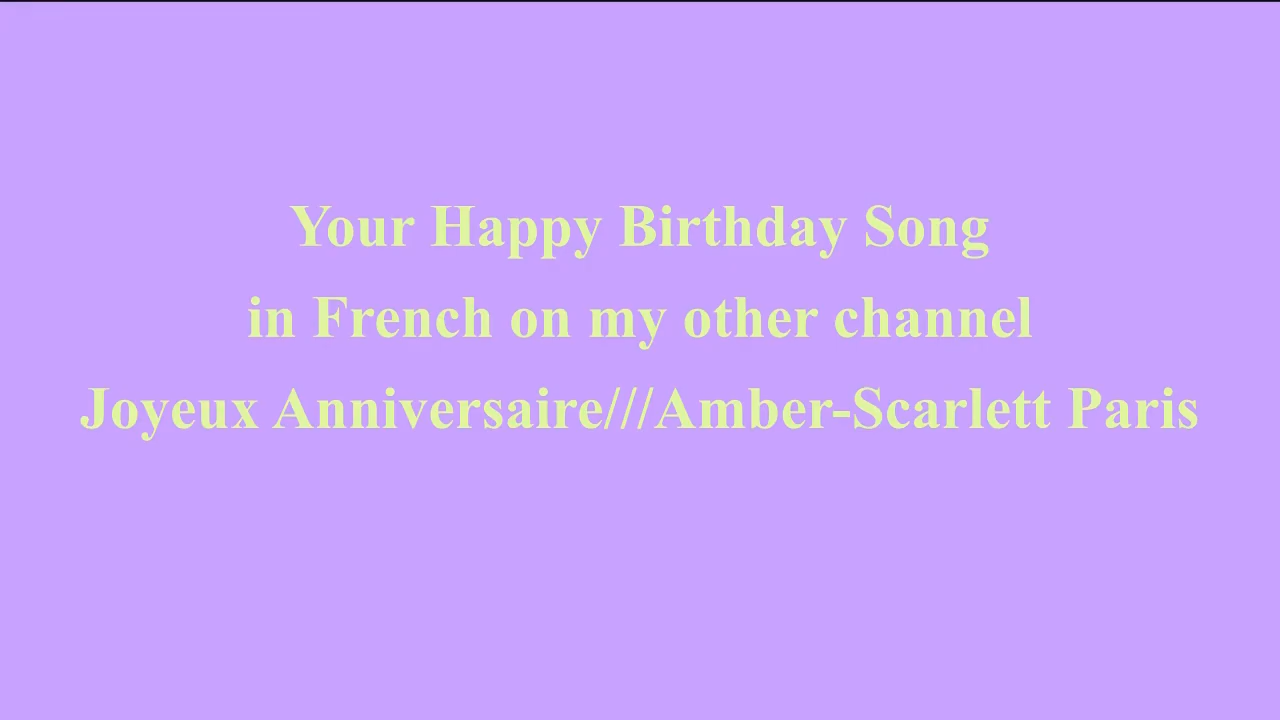 Your Happy Birthday Song
in French on my other channel
Joyeux Anniversaire///Amber-Scarlett Paris